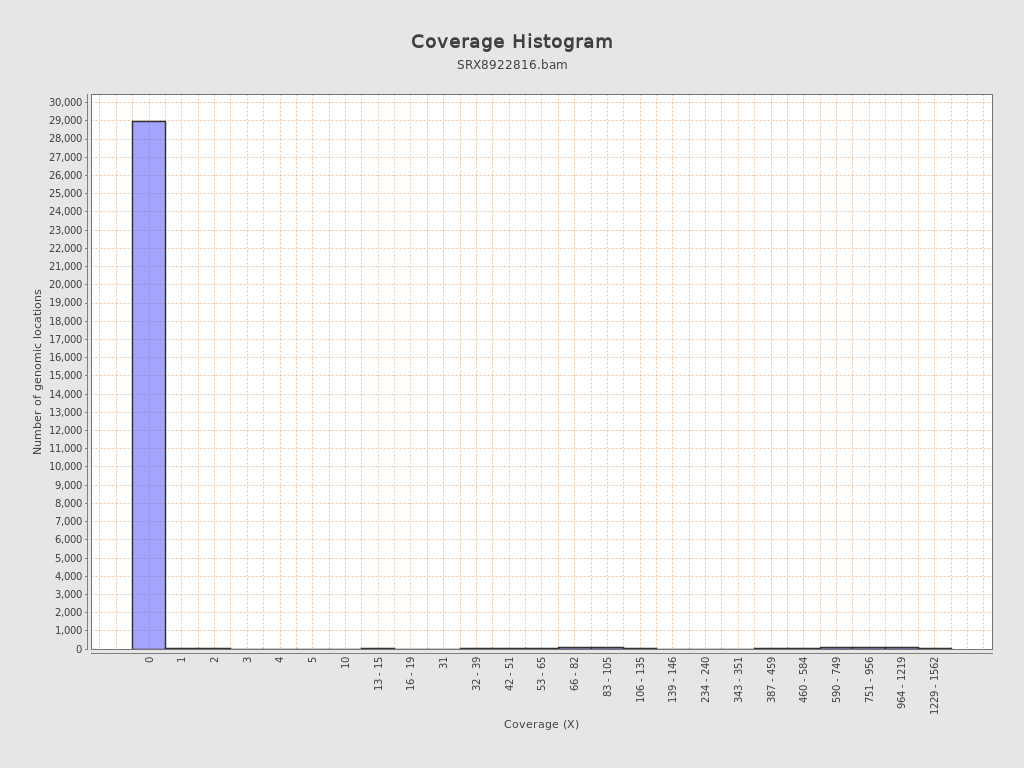 Coverage Histogram
SRX8922816.bam
Number of genomic locations
30,000
29,000
28,000
27,000
26,000
25,000
24,000
23,000
22,000
21,000
20,000
19,000
18,000
17,000
16,000
15,000
14,000
13,000
12,000
11,000
10,000
9,000
8,000
7,000
6,000
5,000
4,000
3,000
2,000
1,000
0
0
1
2
3
4
5
10
13 - 15
16 - 19
31
32 - 39
42 - 51
53 - 65
66 - 82
83 - 105
106 - 135
139 - 146
234 - 240
343 - 351
387 - 459
460 - 584
590 - 749
751 - 956
964 - 1219
1229 - 1562
Coverage (X)